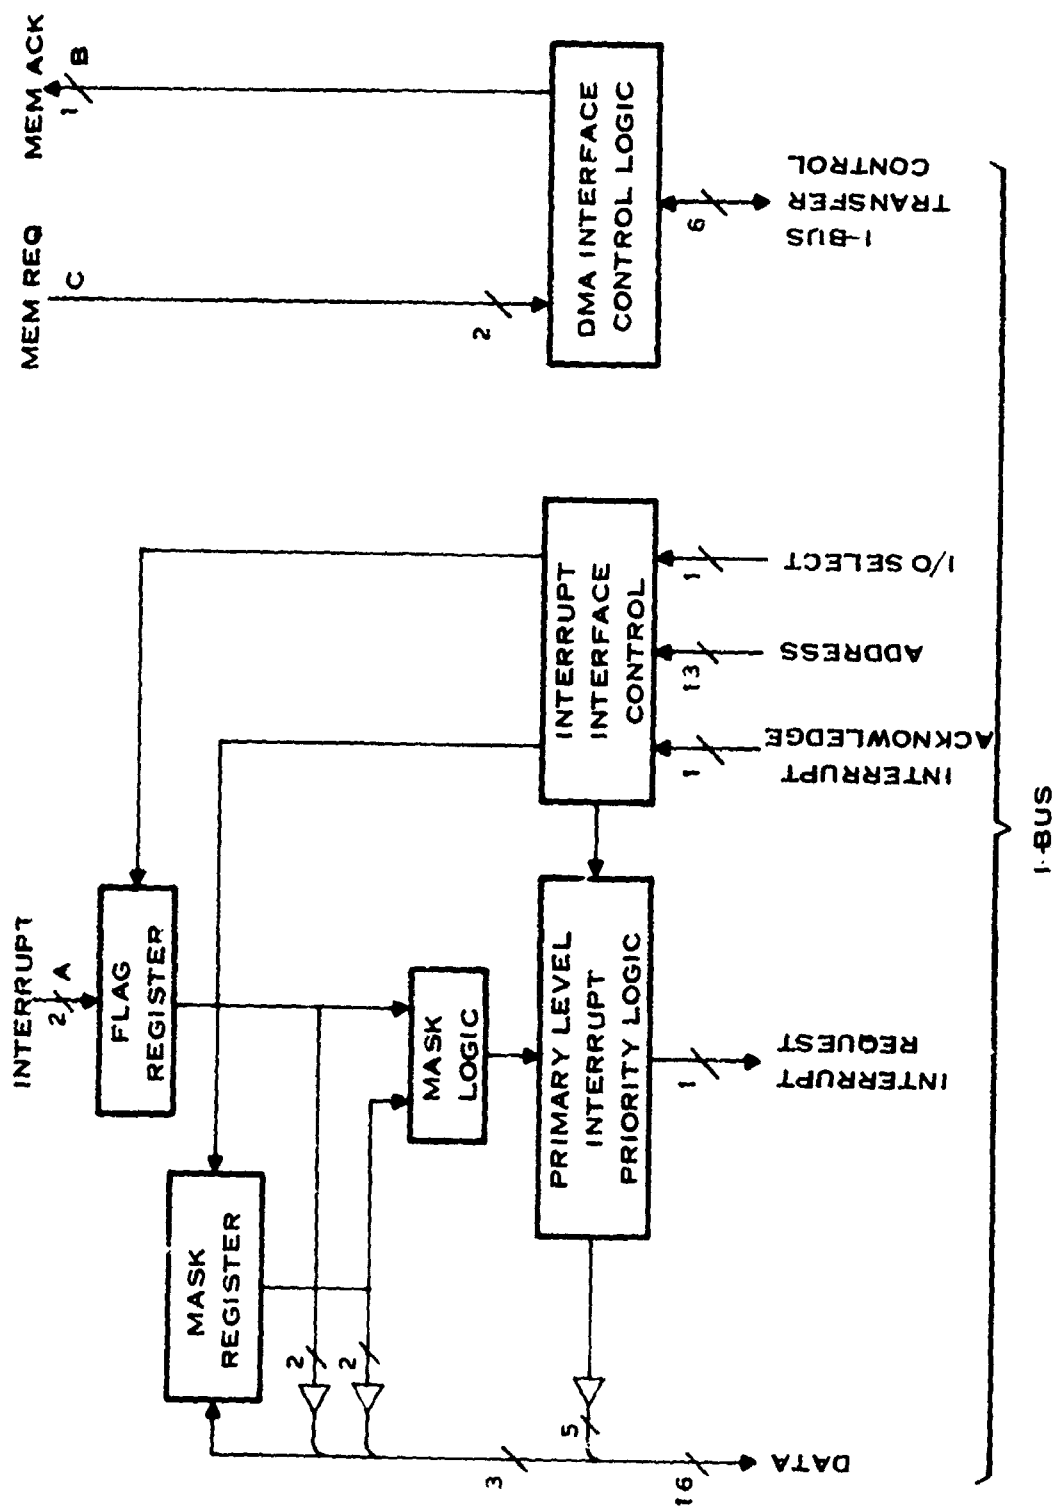 INTERRUPT
2 A
MEM REQ
C
MEM ACK
1 B
FLAG
REGISTER
MASK
REGISTER
2
2
MASK
LOGIC
2
3
5
PRIMARY LEVEL
INTERRUPT
PRIORITY LOGIC
INTERRUPT
INTERFACE
CONTROL
DMA INTERFACE
CONTROL LOGIC
16
1
1
13
1
6
DATA
INTERRUPT
REQUEST
INTERRUPT
ACKNOWLEDGE
ADDRESS
I/O SELECT
I-BUS
TRANSFER
CONTROL
I-BUS